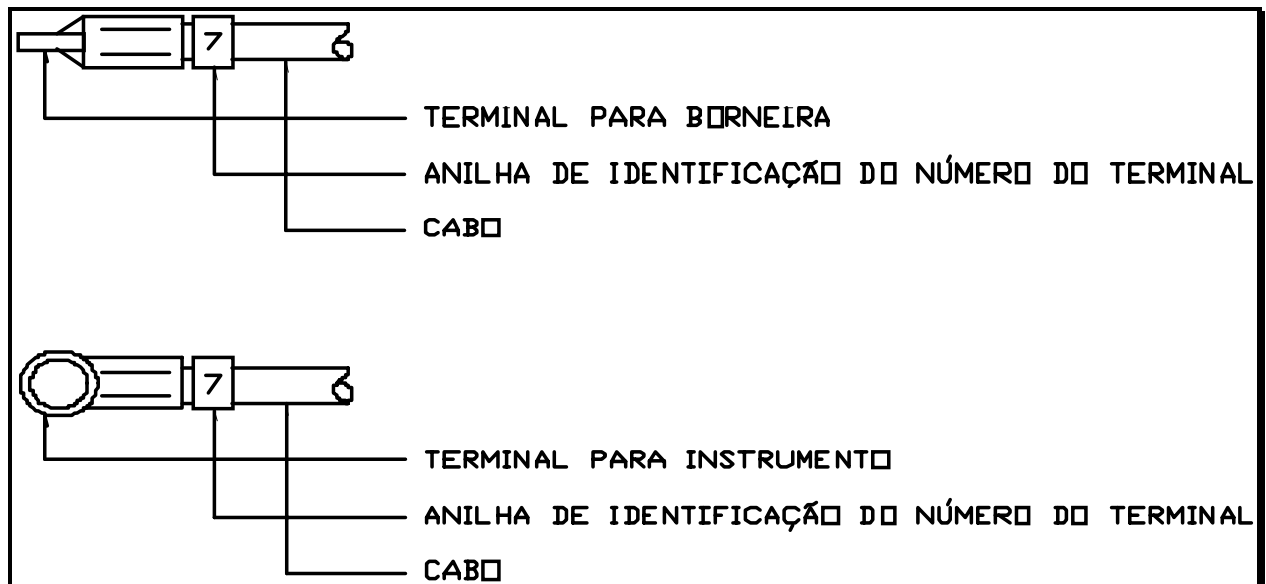 7
TERMINAL PARA BORNEIRA
ANILHA DE IDENTIFICAÇÃO DO NÚMERO DO TERMINAL
CABO
7
TERMINAL PARA INSTRUMENTO
ANILHA DE IDENTIFICAÇÃO DO NÚMERO DO TERMINAL
CABO